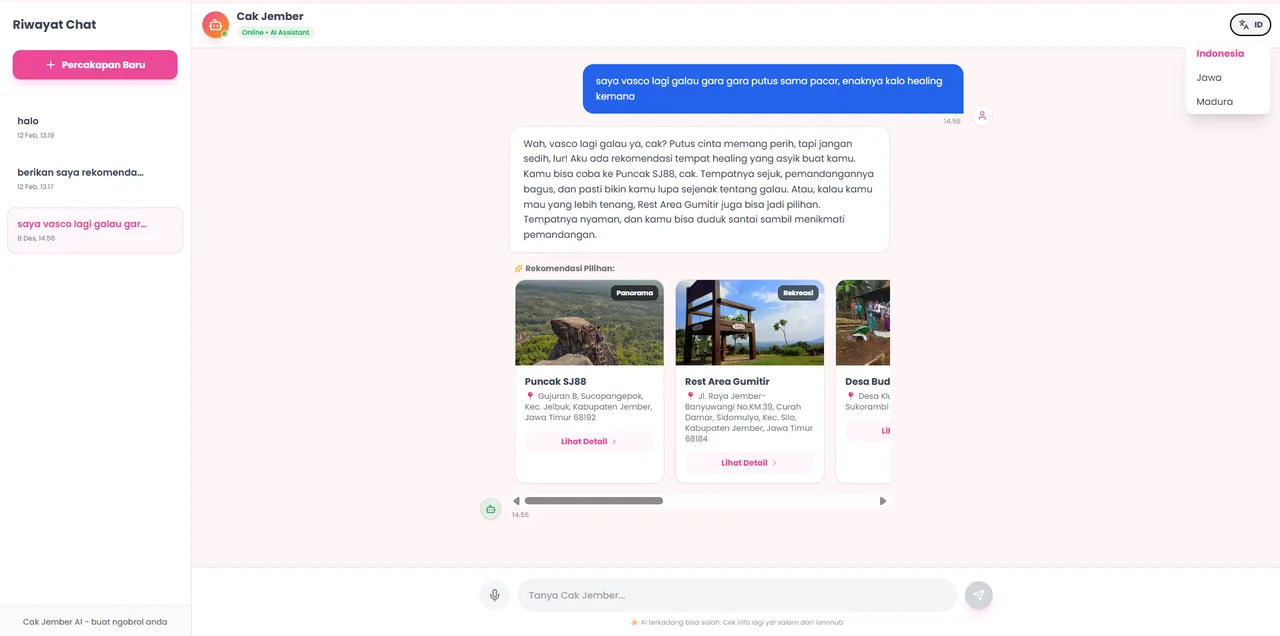 Riwayat Chat
+ Percakapan Baru
halo
12 Feb, 13.19
berikan saya rekomenda...
12 Feb, 13.17
saya vasco lagi galau gar...
8 Des, 14.56
Cak Jember AI - buat ngobrol anda
Cak Jember
Online • AI Assistant
ID
Indonesia
Jawa
Madura
saya vasco lagi galau gara gara putus sama pacar, enaknya kalo healing
kemana
14.56
Wah, vasco lagi galau ya, cak? Putus cinta memang perih, tapi jangan
sedih, lur! Aku ada rekomendasi tempat healing yang asyik buat kamu.
Kamu bisa coba ke Puncak SJ88, cak. Tempatnya sejuk, pemandangannya
bagus, dan pasti bikin kamu lupa sejenak tentang galau. Atau, kalau kamu
mau yang lebih tenang, Rest Area Gumitir juga bisa jadi pilihan.
Tempatnya nyaman, dan kamu bisa duduk santai sambil menikmati
pemandangan.
Rekomendasi Pilihan:
Panorama
Puncak SJ88
Gujuran B, Sucopangepok,
Kec. Jelbuk, Kabupaten Jember,
Jawa Timur 68192
Lihat Detail
Rekreasi
Rest Area Gumitir
Jl. Raya Jember-
Banyuwangi No.KM.39, Curah
Damar, Sidomulyo, Kec. Silo,
Kabupaten Jember, Jawa Timur
68184
Lihat Detail
Desa Bud
Desa Klu
Sukorambi
Lil
14.56
Tanya Cak Jember...
AI terkadang bisa salah. Cek info lagi ya! salam dari iannnub